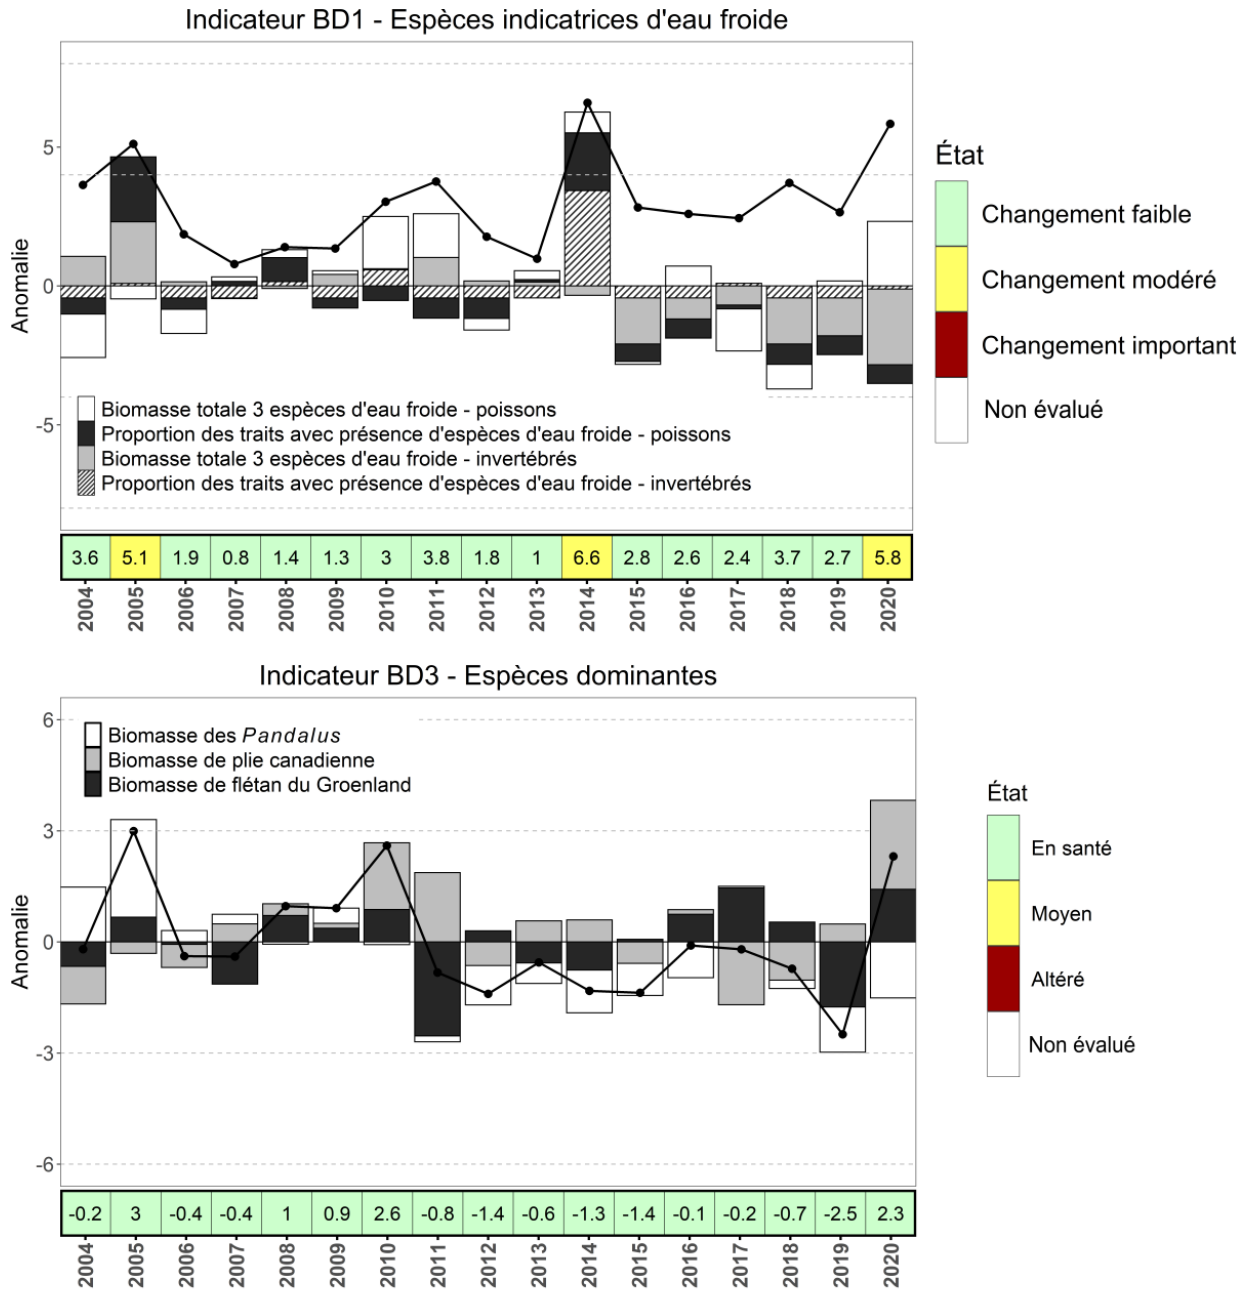 Indicateur BD1 - Espèces indicatrices d'eau froide
Anomalie
5
0
-5
Biomasse totale 3 espèces d'eau froide - poissons
Proportion des traits avec présence d'espèces d'eau froide - poissons
Biomasse totale 3 espèces d'eau froide - invertébrés
Proportion des traits avec présence d'espèces d'eau froide - invertébrés
État
Changement faible
Changement modéré
Changement important
Non évalué
3.6 5.1 1.9 0.8 1.4 1.3 3 3.8 1.8 1 6.6 2.8 2.6 2.4 3.7 2.7 5.8
2004 2005 2006 2007 2008 2009 2010 2011 2012 2013 2014 2015 2016 2017 2018 2019 2020
Indicateur BD3 - Espèces dominantes
Anomalie
6
3
0
-3
-6
Biomasse des Pandalus
Biomasse de plie canadienne
Biomasse de flétan du Groenland
État
En santé
Moyen
Altéré
Non évalué
-0.2 3 -0.4 -0.4 1 0.9 2.6 -0.8 -1.4 -0.6 -1.3 -1.4 -0.1 -0.2 -0.7 -2.5 2.3
2004 2005 2006 2007 2008 2009 2010 2011 2012 2013 2014 2015 2016 2017 2018 2019 2020